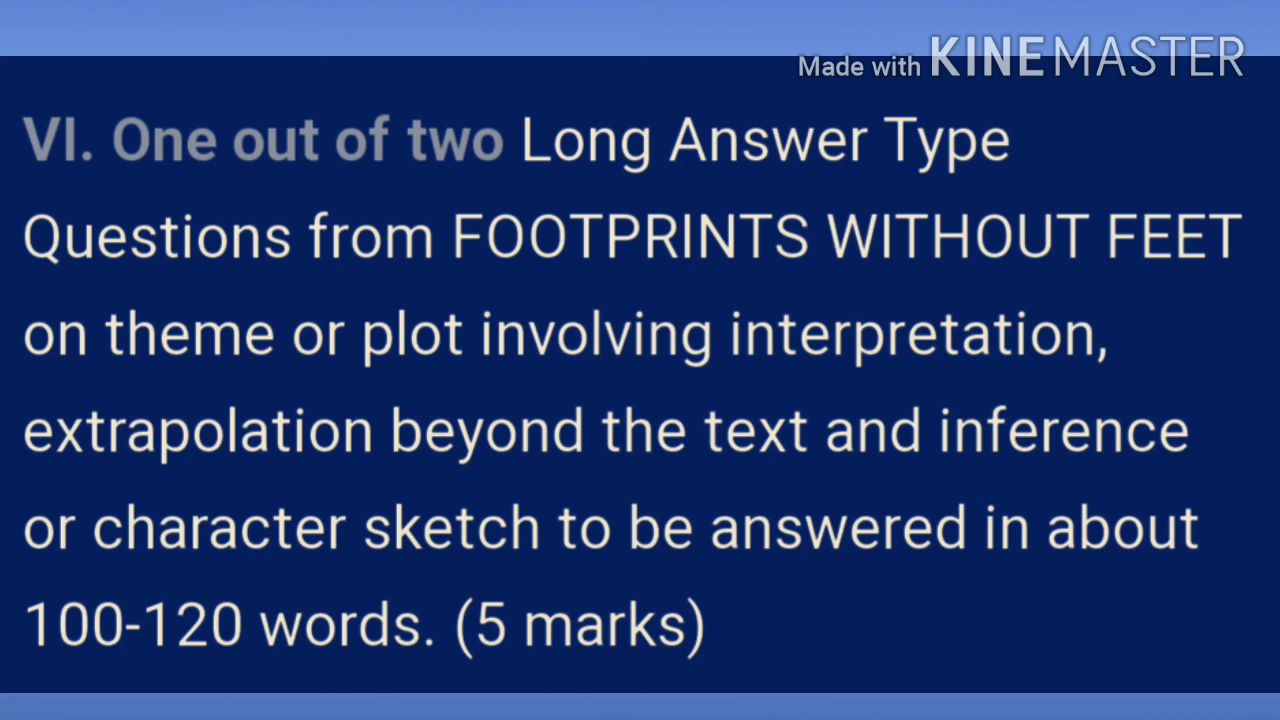 Made with KINEMASTER
VI. One out of two Long Answer Type
Questions from FOOTPRINTS WITHOUT FEET
on theme or plot involving interpretation,
extrapolation beyond the text and inference
or character sketch to be answered in about
100-120 words. (5 marks)